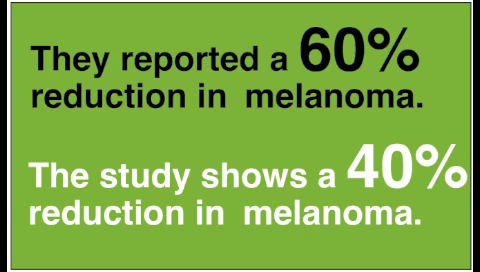 They reported a 60%
reduction in melanoma.
The study shows a 40%
reduction in melanoma.